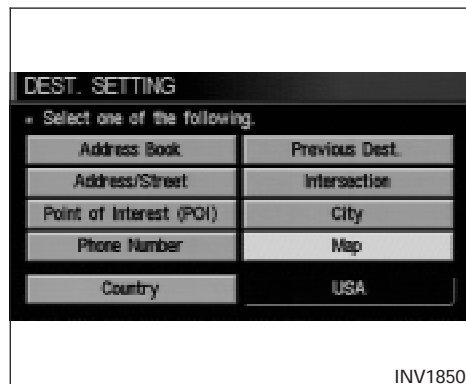 DEST. SETTING
Select one of the following.
Address Book Previous Dest.
Address/Street Intersection
Point of Interest (POI) City
Phone Number Map
Country USA
INV1850